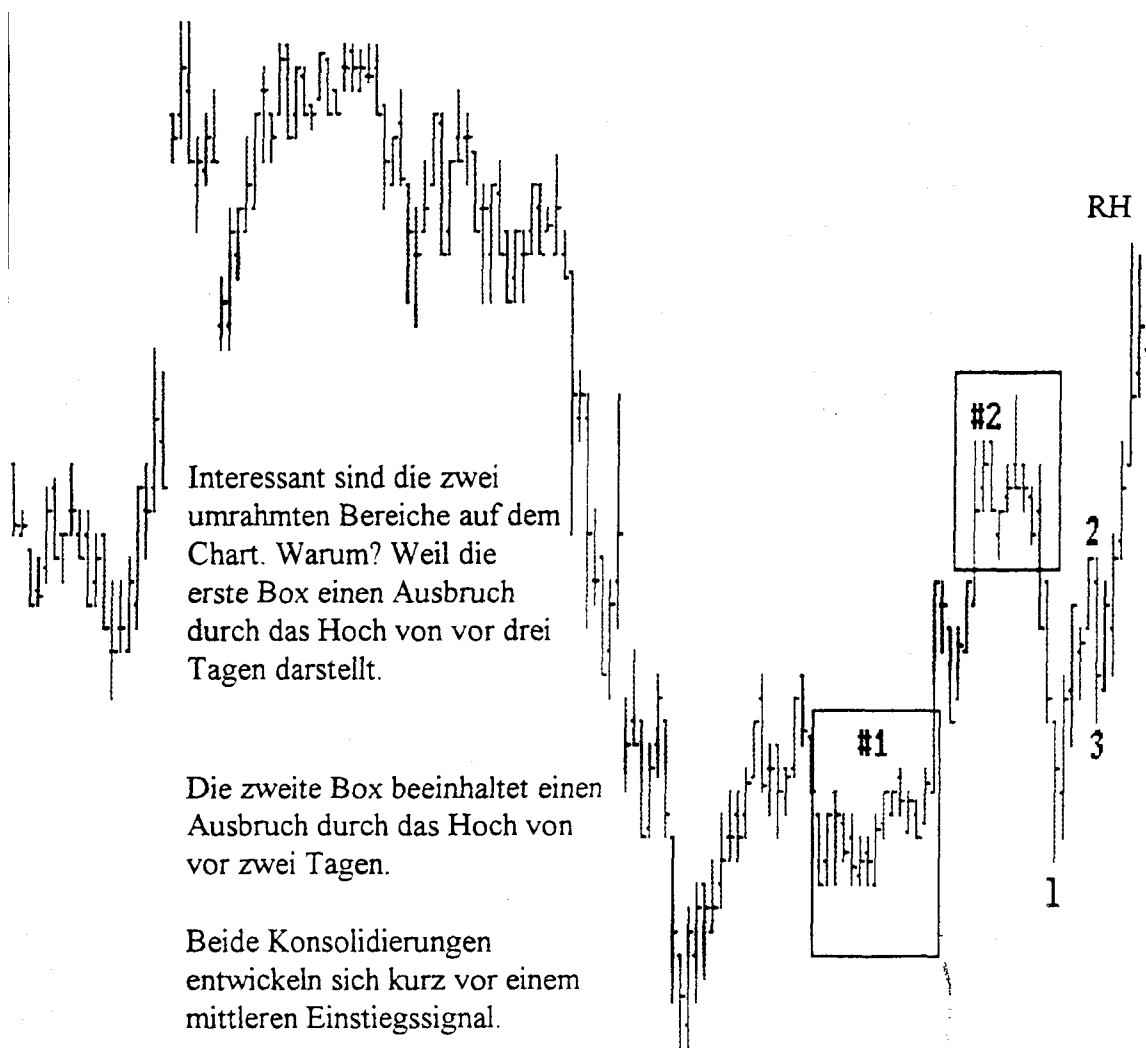 RH
#2
Interessant sind die zwei
umrahmten Bereiche auf dem
Chart. Warum? Weil die
erste Box einen Ausbruch
durch das Hoch von vor drei
Tagen darstellt.
2
#1
3
Die zweite Box beeinhaltet einen
Ausbruch durch das Hoch von
vor zwei Tagen.
1
Beide Konsolidierungen
entwickeln sich kurz vor einem
mittleren Einstiegssignal.